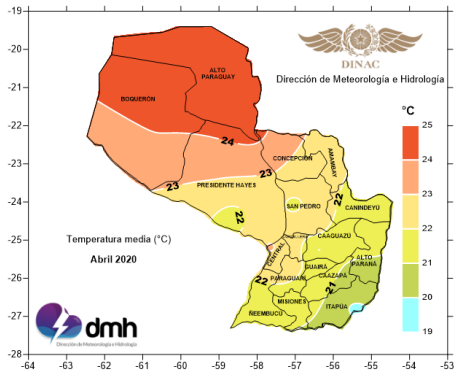 -19
-20
-21
-22
-23
-24
-25
-26
-27
-28
-64 -63 -62 -61 -60 -59 -58 -57 -56 -55 -54 -53
DINAC
Dirección de Meteorología e Hidrología
°C
25
24
23
22
21
20
19
ALTO
PARAGUAY
BOQUERÓN
24
CONCEPCIÓN
AMAMBAY
23
23
PRESIDENTE HAYES
22
SAN PEDRO
22
CANINDEYÚ
CAAGUAZÚ
CENTRAL
GUAIRÁ
ALTO
PARANÁ
CAAZAPÁ
22
PARAGUARÍ
21
MISIONES
ITAPÚA
ÑEEMBUCÚ
Temperatura media (°C)
Abril 2020
dmh
Dirección de Meteorología e Hidrología